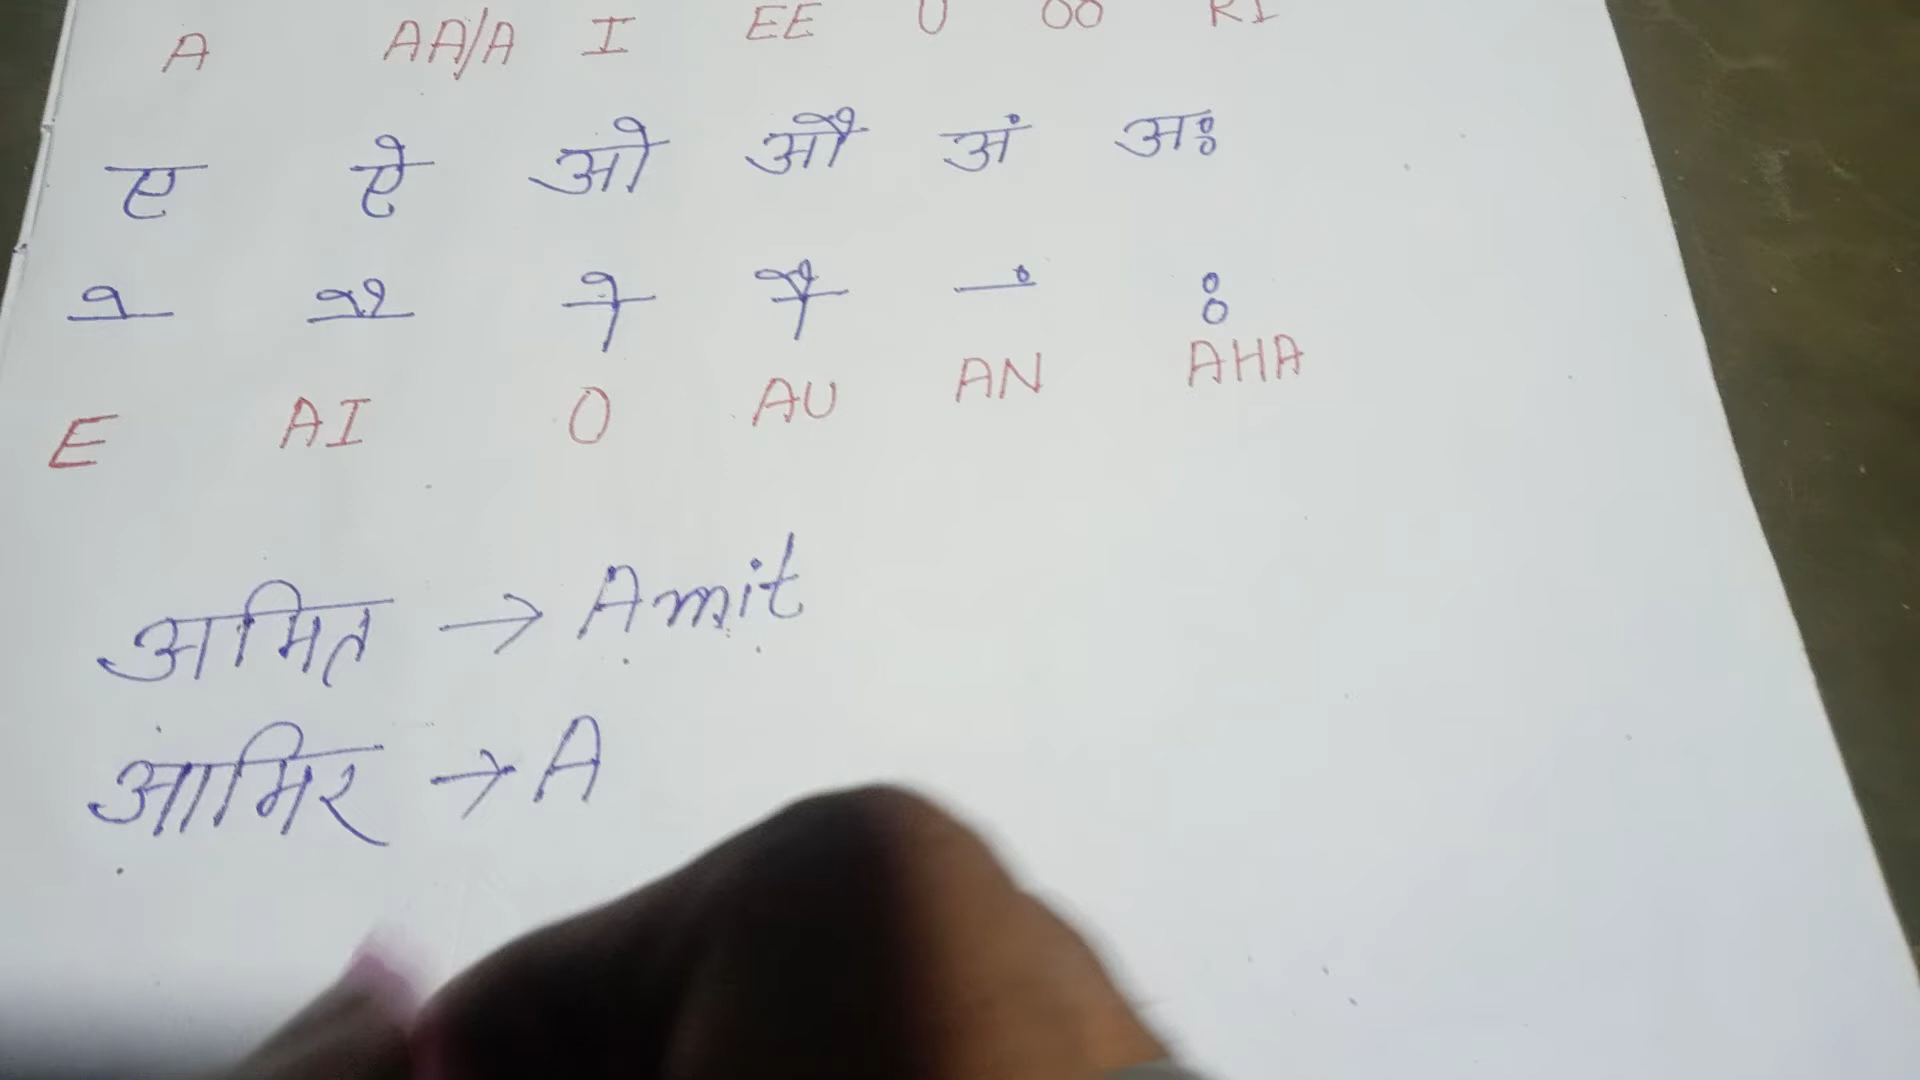 A AA/A I EE U OO RI
ए ऐ ओ औ अं अः
े ै ो ौ ं ः
E AI O AU AN AHA
अमित → Amit
आमिर → A